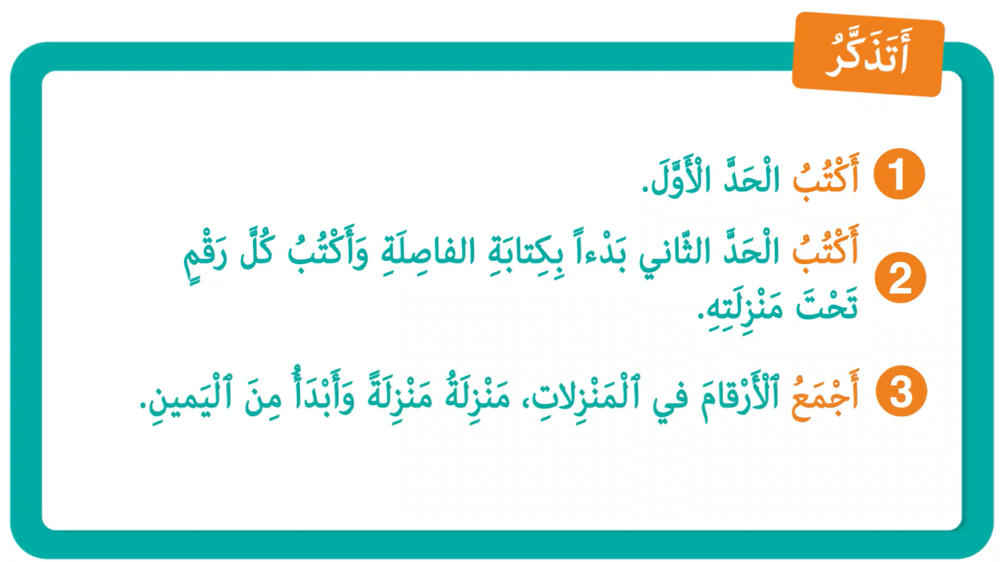 أَتَذَكَّرُ
1 أَكْتُبُ الْحَدَّ الْأَوَّلَ.
2 أَكْتُبُ الْحَدَّ الثّاني بَدْءاً بِكِتابَةِ الفاصِلَةِ وَأَكْتُبُ كُلَّ رَقْمٍ
تَحْتَ مَنْزِلَتِهِ.
3 أَجْمَعُ ٱلْأَرْقامَ في ٱلْمَنْزِلاتِ، مَنْزِلَةُ مَنْزِلَةً وَأَبْدَأُ مِنَ ٱلْيَمينِ.